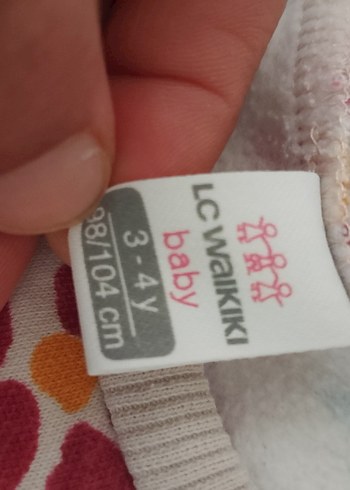 LC WAIKIKI
baby
3 - 4 y
98/104 cm